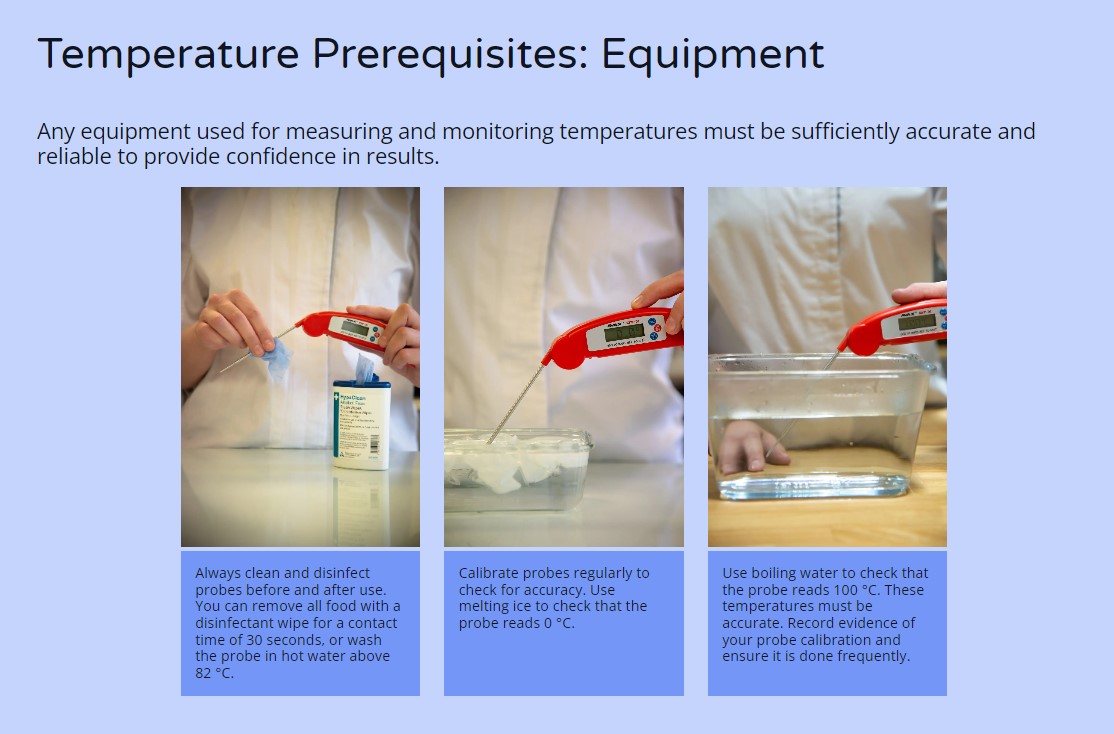 Temperature Prerequisites: Equipment
Any equipment used for measuring and monitoring temperatures must be sufficiently accurate and
reliable to provide confidence in results.
HypaClean
Always clean and disinfect
probes before and after use.
You can remove all food with a
disinfectant wipe for a contact
time of 30 seconds, or wash
the probe in hot water above
82 °C.
Calibrate probes regularly to
check for accuracy. Use
melting ice to check that the
probe reads 0 °C.
Use boiling water to check that
the probe reads 100 °C. These
temperatures must be
accurate. Record evidence of
your probe calibration and
ensure it is done frequently.